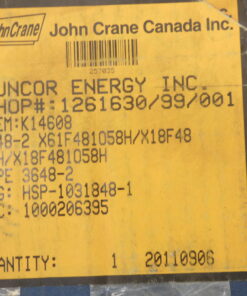 John Crane John Crane Canada Inc.
257035
UNCOR ENERGY INC.
HOP#:1261630/99/001
EM:K14608
48-2 X61F481058H/X18F48
H/X18F481058H
PE 3648-2
G: HSP-1031848-1
: 1000206395
ANTITY: 1 20110906